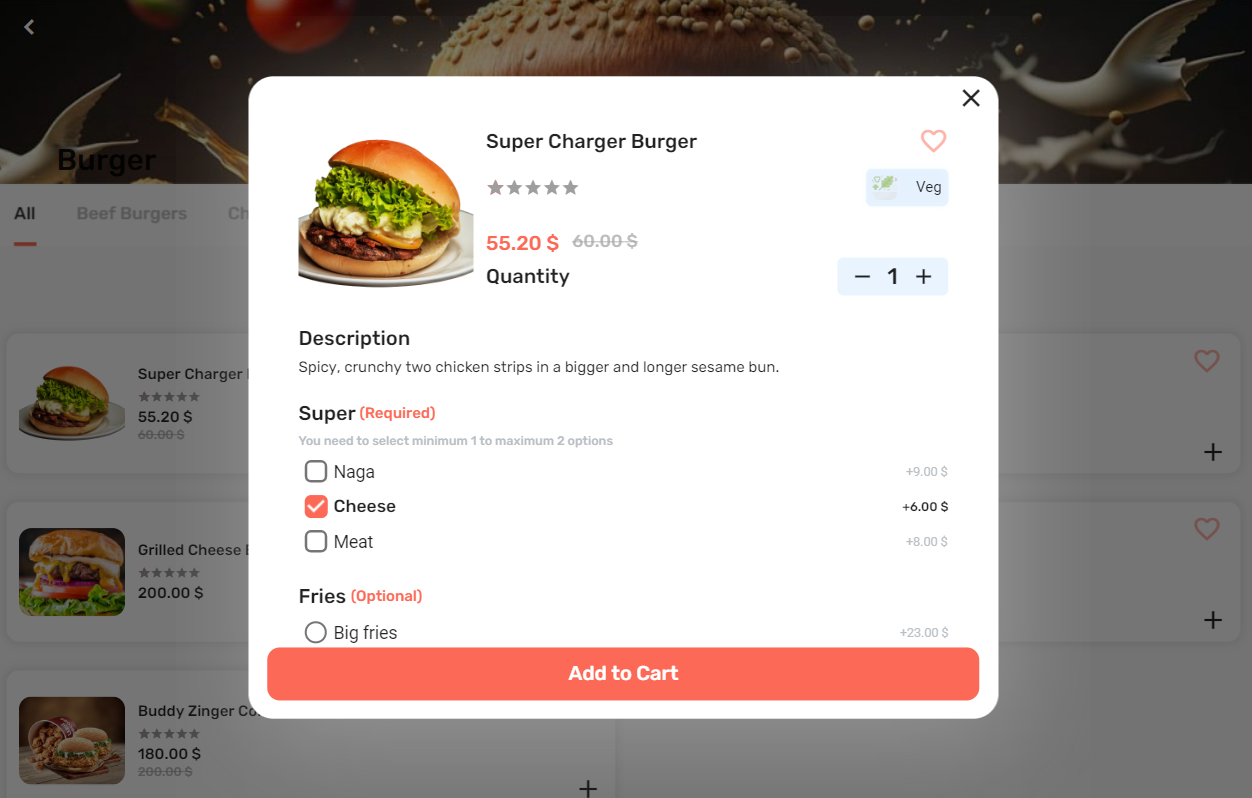 Burger
All
Beef Burgers
Super Charger
55.20 $
60.00 $
Grilled Cheese
200.00 $
Buddy Zinger
180.00 $
200.00 $
Super Charger Burger
Veg
55.20 $ 60.00 $
Quantity
1
Description
Spicy, crunchy two chicken strips in a bigger and longer sesame bun.
Super (Required)
You need to select minimum 1 to maximum 2 options
Naga +9.00 $
Cheese +6.00 $
Meat +8.00 $
Fries (Optional)
Big fries +23.00 $
Add to Cart